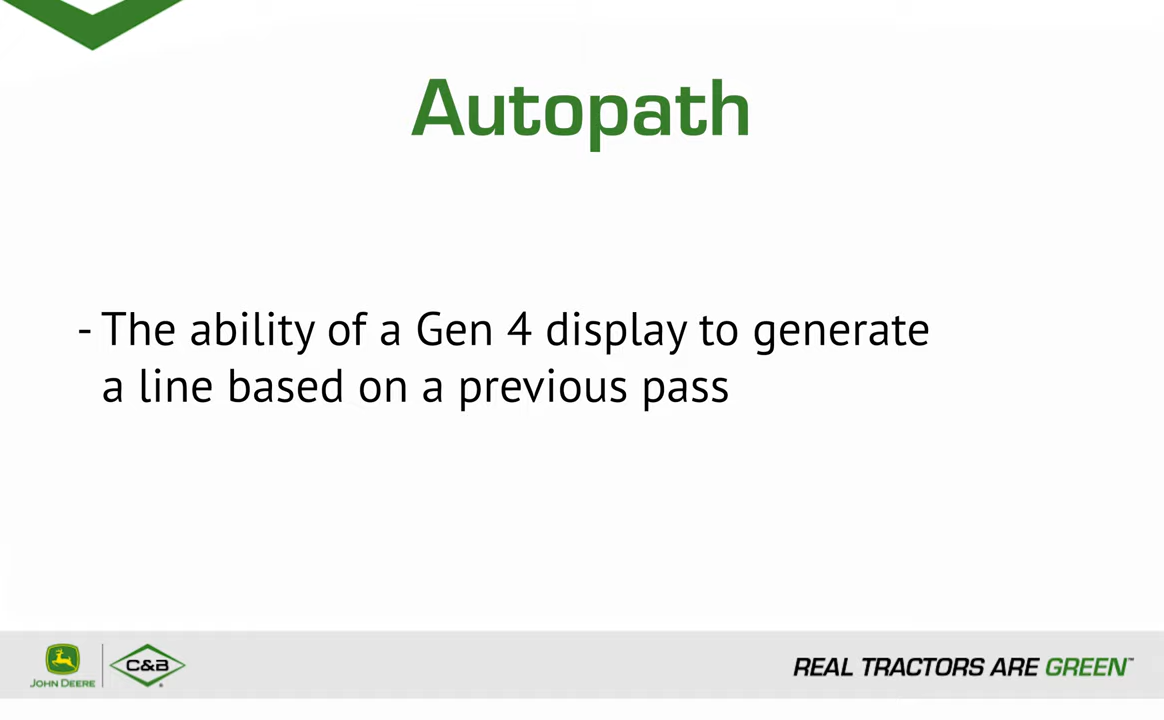 Autopath
- The ability of a Gen 4 display to generate
a line based on a previous pass
JOHN DEERE
C&B
REAL TRACTORS ARE GREEN™